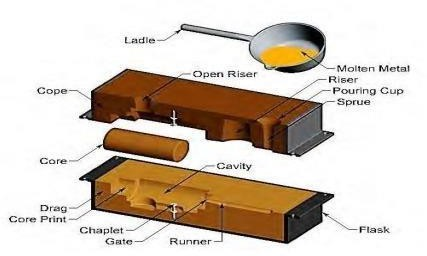 Ladle
Molten Metal
Open Riser
Riser
Cope
Pouring Cup
Sprue
Core
Cavity
Drag
Core Print
Chaplet
Flask
Gate
Runner